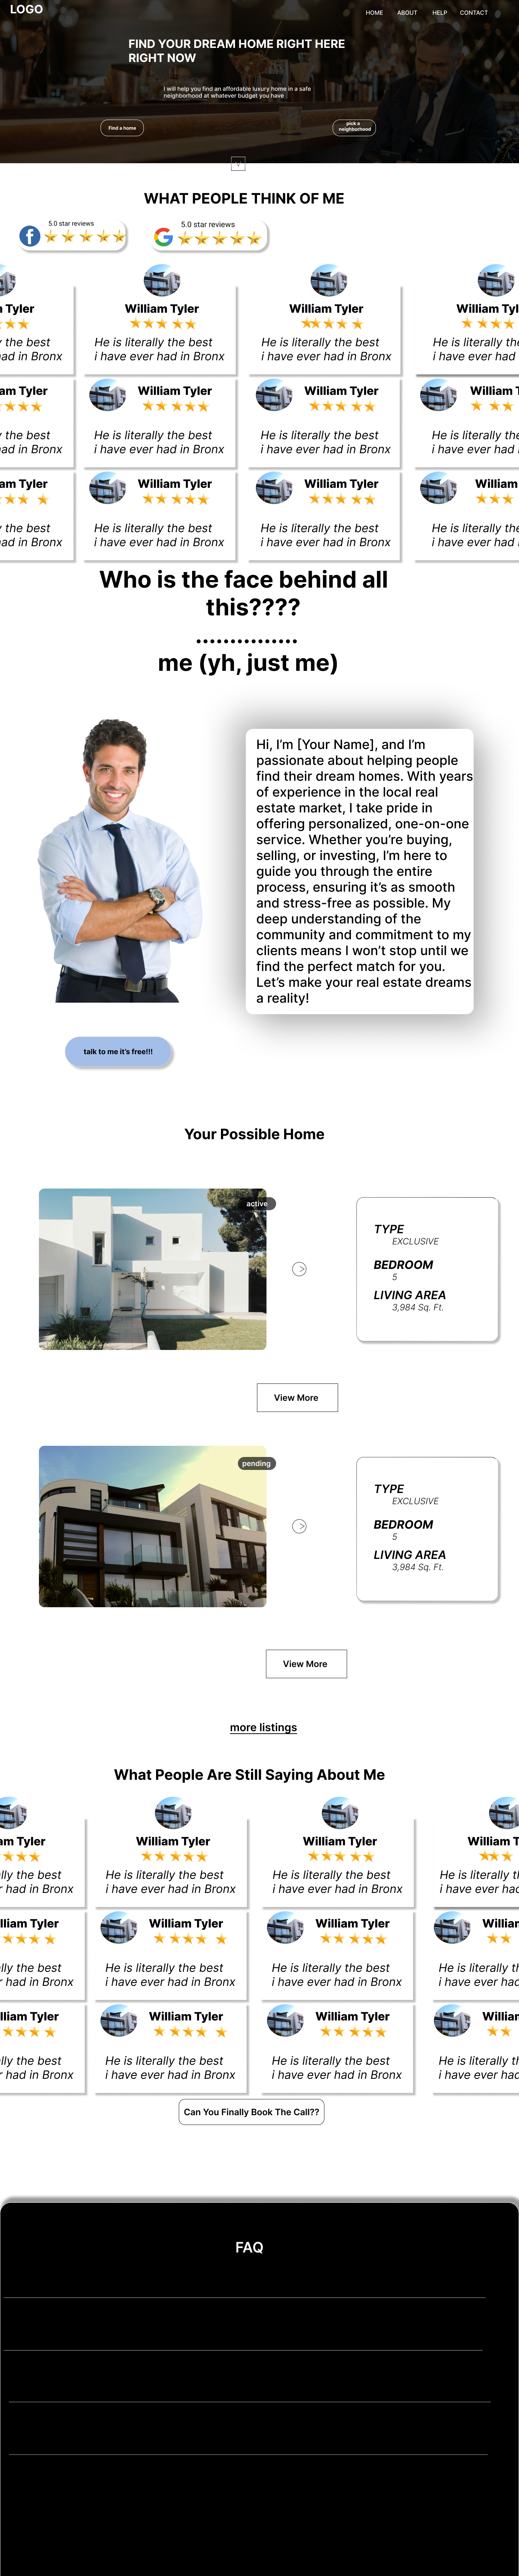 LOGO
HOME ABOUT HELP CONTACT
FIND YOUR DREAM HOME RIGHT HERE
RIGHT NOW
I will help you find an affordable luxury home in a safe
neighborhood at whatever budget you have
Find a home
pick a
neighborhood
WHAT PEOPLE THINK OF ME
5.0 star reviews
5.0 star reviews
Tyler William Tyler William Tyler William Tyl
y the best He is literally the best He is literally the best He is literally the
had in Bronx i have ever had in Bronx i have ever had in Bronx i have ever had
am Tyler William Tyler William Tyler William T
y the best He is literally the best He is literally the best He is literally the
had in Bronx i have ever had in Bronx i have ever had in Bronx i have ever had
am Tyler William Tyler William Tyler William
y the best He is literally the best He is literally the best He is literally the
had in Bronx i have ever had in Bronx i have ever had in Bronx i have ever had
Who is the face behind all
this????
...............
me (yh, just me)
Hi, I'm [Your Name], and I'm
passionate about helping people
find their dream homes. With years
of experience in the local real
estate market, I take pride in
offering personalized, one-on-one
service. Whether you're buying,
selling, or investing, I'm here to
guide you through the entire
process, ensuring it's as smooth
and stress-free as possible. My
deep understanding of the
community and commitment to my
clients means I won't stop until we
find the perfect match for you.
Let's make your real estate dreams
a reality!
talk to me it's free!!!
Your Possible Home
active
TYPE
EXCLUSIVE
BEDROOM
5
LIVING AREA
3,984 Sq. Ft.
View More
pending
TYPE
EXCLUSIVE
BEDROOM
5
LIVING AREA
3,984 Sq. Ft.
View More
more listings
What People Are Still Saying About Me
am Tyler William Tyler William Tyler William T
ally the best He is literally the best He is literally the best He is literally the
r had in Bronx i have ever had in Bronx i have ever had in Bronx i have ever had
lliam Tyler William Tyler William Tyler William
ally the best He is literally the best He is literally the best He is literally th
r had in Bronx i have ever had in Bronx i have ever had in Bronx i have ever had
lliam Tyler William Tyler William Tyler William
ally the best He is literally the best He is literally the best He is literally th
r had in Bronx i have ever had in Bronx i have ever had in Bronx i have ever had
Can You Finally Book The Call??
FAQ